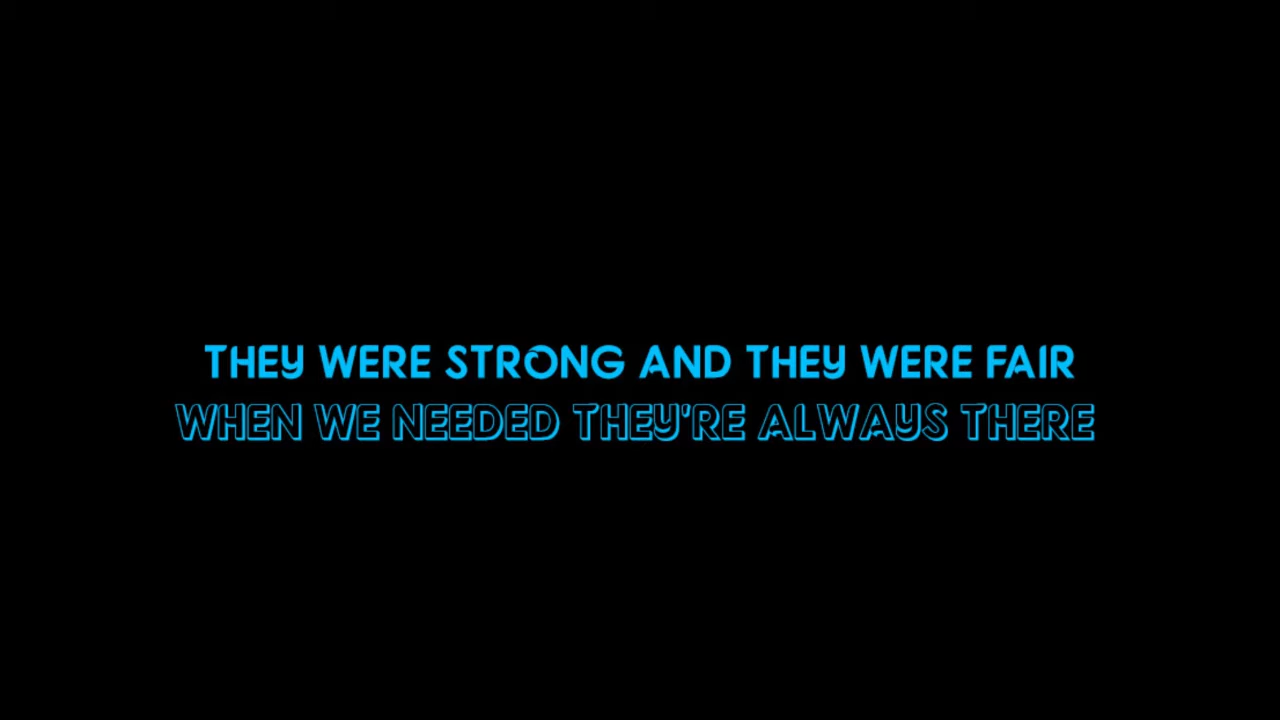 THEY WERE STRONG AND THEY WERE FAIR
WHEN WE NEEDED THEY'RE ALWAYS THERE